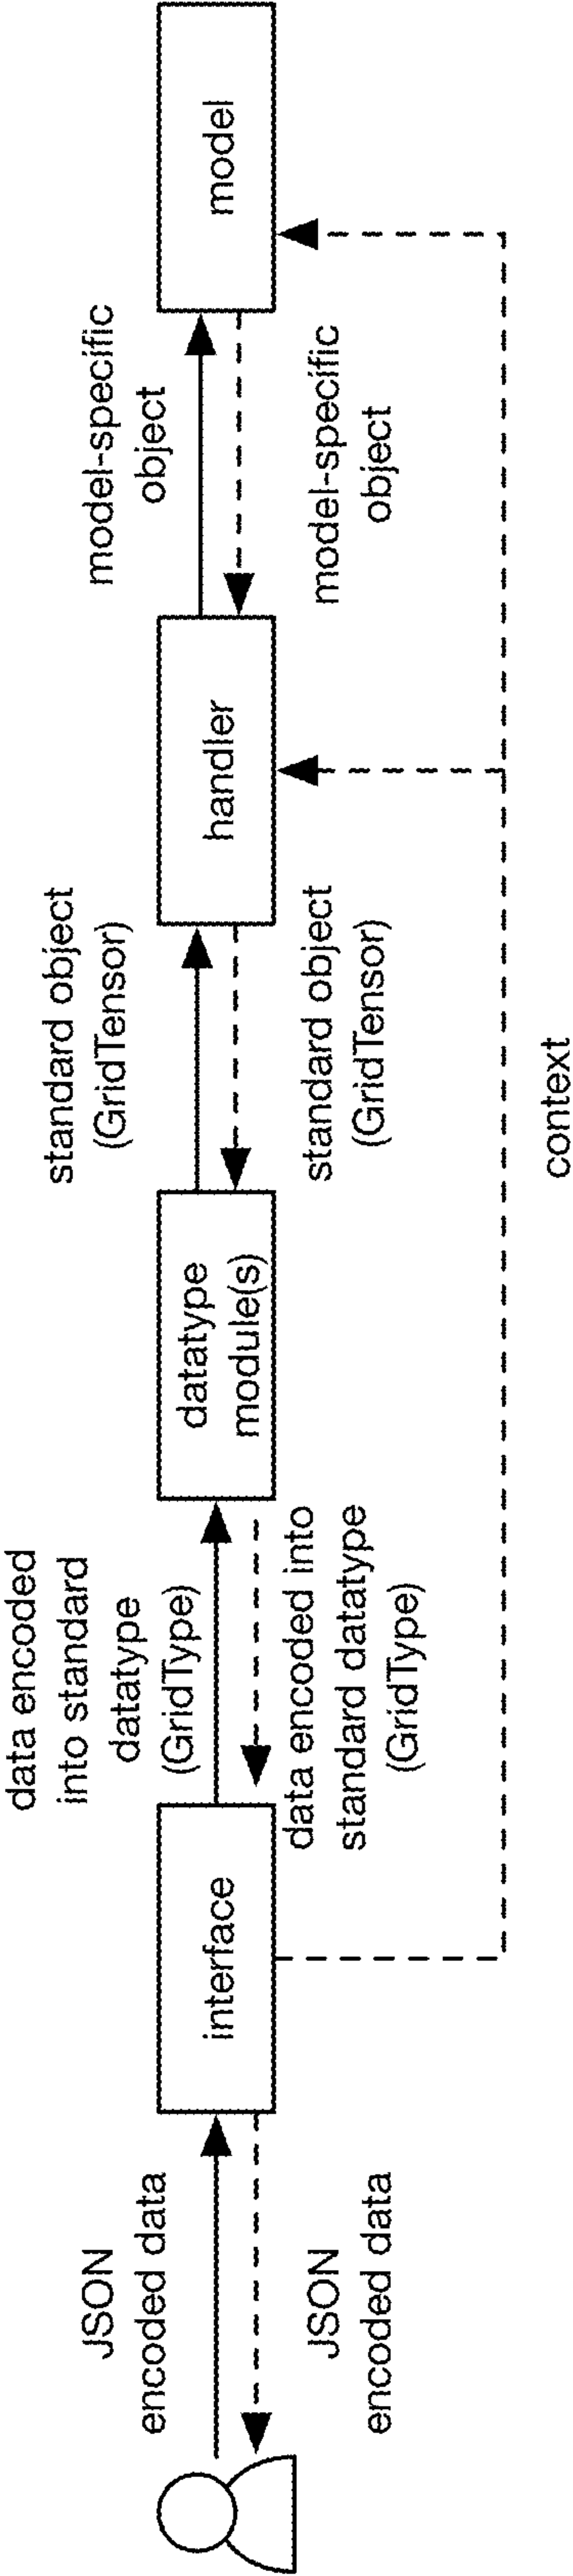 JSON
encoded data
JSON
encoded data
interface
data encoded
into standard
datatype
(GridType)
data encoded into
standard datatype
(GridType)
datatype
module(s)
standard object
(GridTensor)
standard object
(GridTensor)
handler
model-specific
object
model-specific
object
model
context